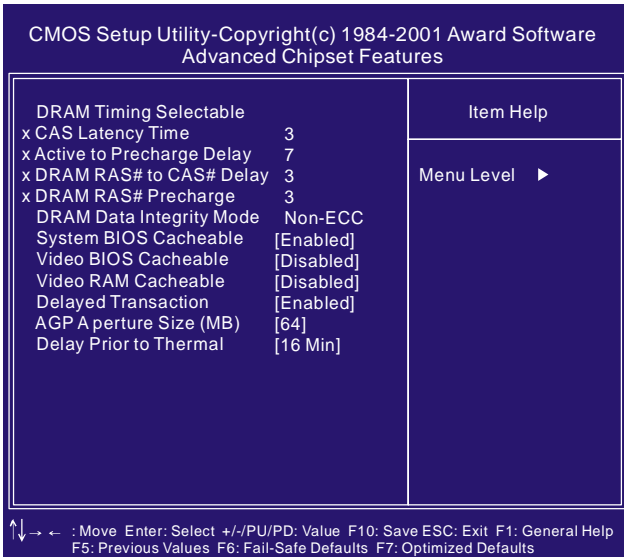 CMOS Setup Utility-Copyright(c) 1984-2001 Award Software
Advanced Chipset Features
DRAM Timing Selectable
x CAS Latency Time 3
x Active to Precharge Delay 7
x DRAM RAS# to CAS# Delay 3
x DRAM RAS# Precharge 3
DRAM Data Integrity Mode Non-ECC
System BIOS Cacheable [Enabled]
Video BIOS Cacheable [Disabled]
Video RAM Cacheable [Disabled]
Delayed Transaction [Enabled]
AGP A perture Size (MB) [64]
Delay Prior to Thermal [16 Min]
Item Help
Menu Level ▶
↑↓→ ← : Move Enter: Select +/-/PU/PD: Value F10: Save ESC: Exit F1: General Help
F5: Previous Values F6: Fail-Safe Defaults F7: Optimized Defaults